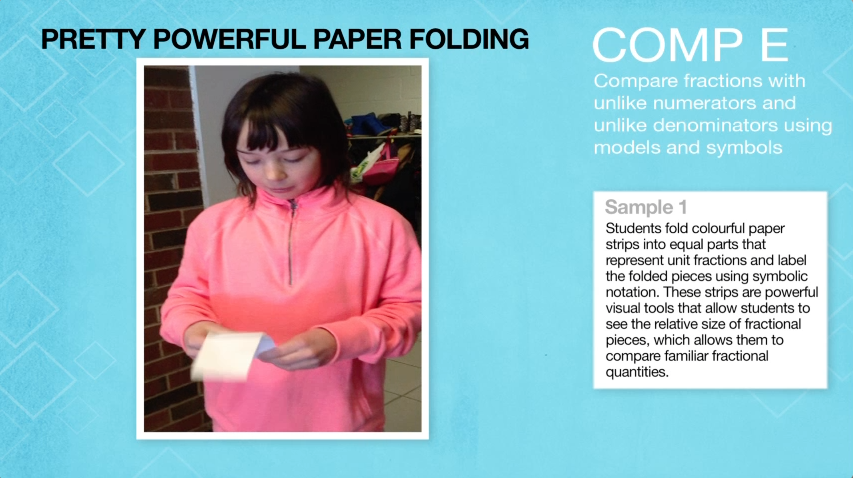 PRETTY POWERFUL PAPER FOLDING
COMP E
Compare fractions with
unlike numerators and
unlike denominators using
models and symbols
Sample 1
Students fold colourful paper
strips into equal parts that
represent unit fractions and label
the folded pieces using symbolic
notation. These strips are powerful
visual tools that allow students to
see the relative size of fractional
pieces, which allows them to
compare familiar fractional
quantities.